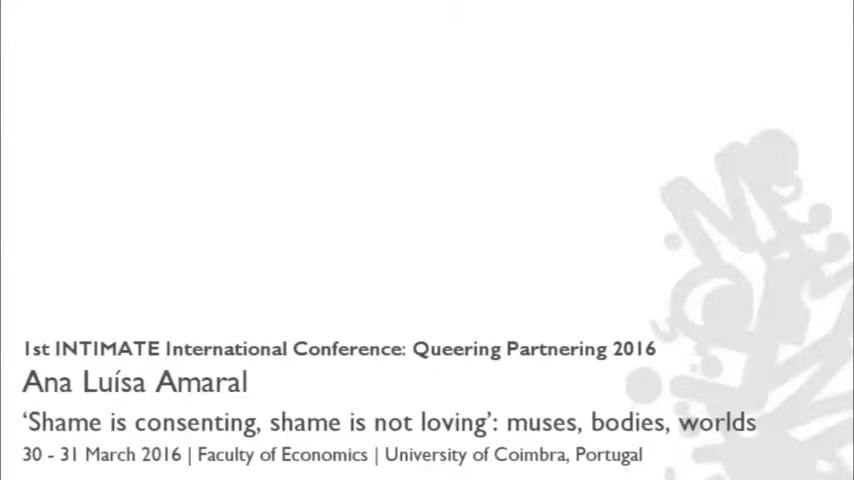 1st INTIMATE International Conference: Queering Partnering 2016
Ana Luísa Amaral
‘Shame is consenting, shame is not loving’: muses, bodies, worlds
30 - 31 March 2016 | Faculty of Economics | University of Coimbra, Portugal